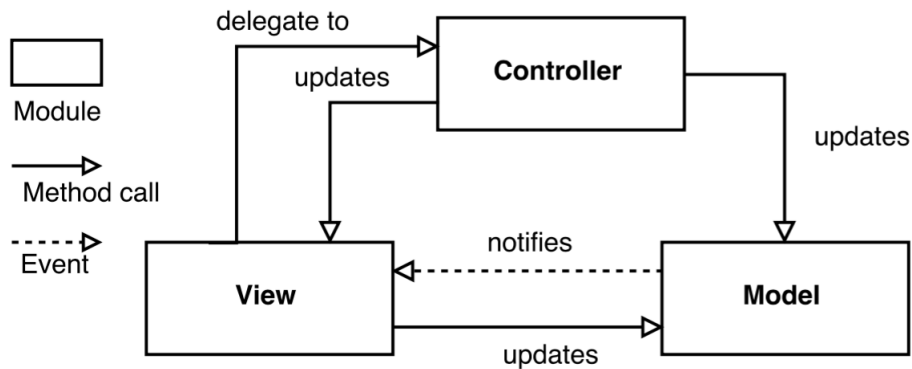 delegate to
Controller
updates
Module
updates
Method call
notifies
Event
View
Model
updates